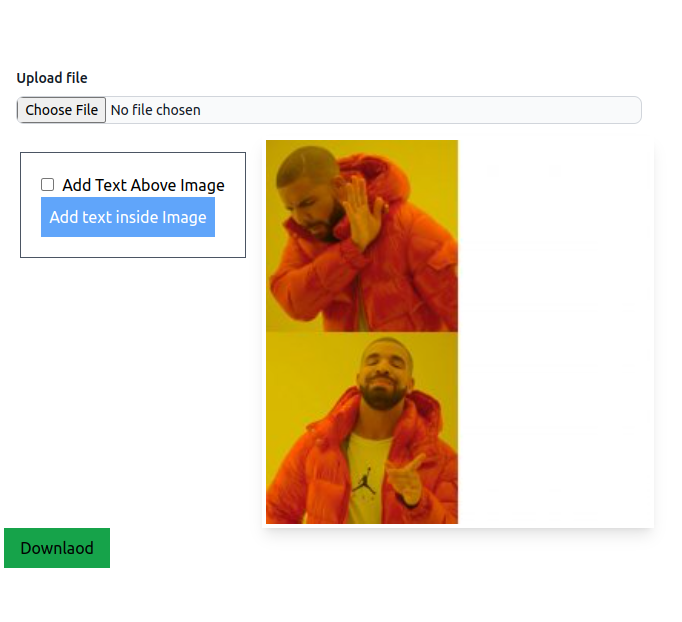 Upload file
Choose File No file chosen
Add Text Above Image
Add text inside Image
Downlaod